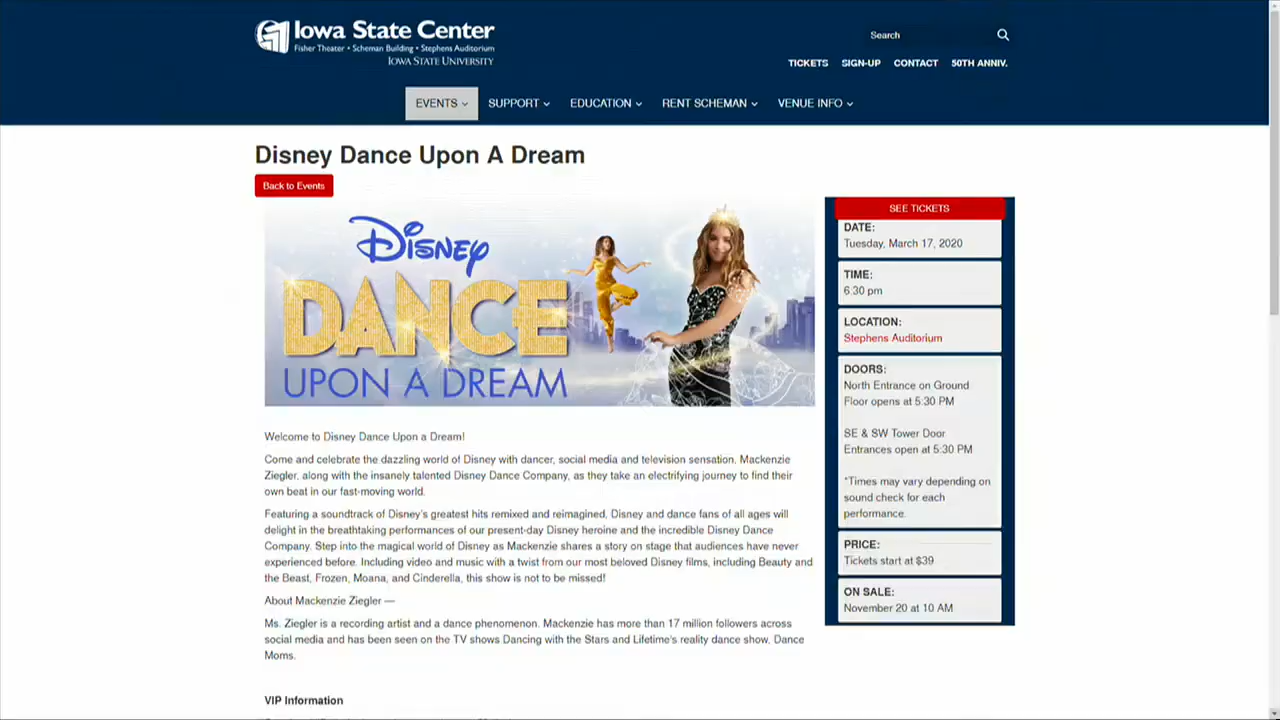 Iowa State Center
Fisher Theater • Scheman Building • Stephens Auditorium
IOWA STATE UNIVERSITY
Search
TICKETS SIGN-UP CONTACT 50TH ANNIV.
EVENTS SUPPORT EDUCATION RENT SCHEMAN VENUE INFO
Disney Dance Upon A Dream
Back to Events
Disney
DANCE
UPON A DREAM
Welcome to Disney Dance Upon a Dream!
Come and celebrate the dazzling world of Disney with dancer, social media and television sensation, Mackenzie
Ziegler, along with the insanely talented Disney Dance Company, as they take an electrifying journey to find their
own beat in our fast-moving world.
Featuring a soundtrack of Disney's greatest hits remixed and reimagined, Disney and dance fans of all ages will
delight in the breathtaking performances of our present-day Disney heroine and the incredible Disney Dance
Company. Step into the magical world of Disney as Mackenzie shares a story on stage that audiences have never
experienced before. Including video and music with a twist from our most beloved Disney films, including Beauty and
the Beast, Frozen, Moana, and Cinderella, this show is not to be missed!
About Mackenzie Ziegler —
Ms. Ziegler is a recording artist and a dance phenomenon. Mackenzie has more than 17 million followers across
social media and has been seen on the TV shows Dancing with the Stars and Lifetime's reality dance show, Dance
Moms.
VIP Information
SEE TICKETS
DATE:
Tuesday, March 17, 2020
TIME:
6:30 pm
LOCATION:
Stephens Auditorium
DOORS:
North Entrance on Ground
Floor opens at 5:30 PM
SE & SW Tower Door
Entrances open at 5:30 PM
*Times may vary depending on
sound check for each
performance.
PRICE:
Tickets start at $39
ON SALE:
November 20 at 10 AM